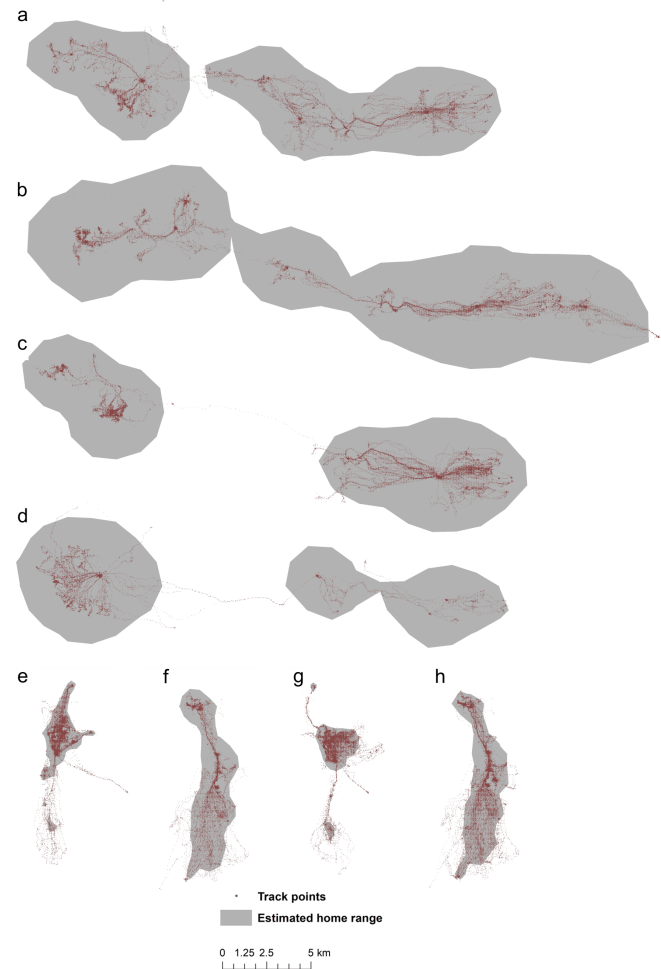 a
b
c
d
e f g h
Track points
Estimated home range
0 1.25 2.5 5 km